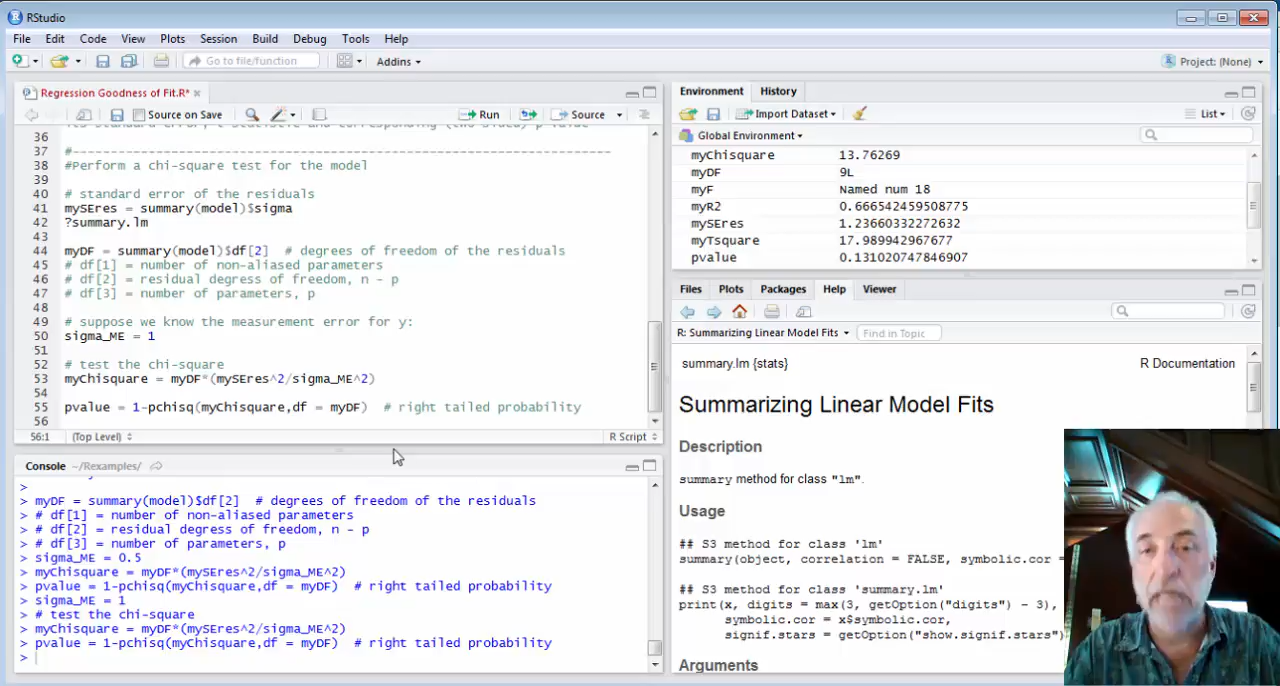 RStudio
File Edit Code View Plots Session Build Debug Tools Help
Go to file/function Addins Project: (None)
Regression Goodness of Fit.R*
Source on Save Run Source
36
37 #-----------------------------------------------------------------------
38 #Perform a chi-square test for the model
39
40 # standard error of the residuals
41 mySEres = summary(model)$sigma
42 ?summary.lm
43
44 myDF = summary(model)$df[2] # degrees of freedom of the residuals
45 # df[1] = number of non-aliased parameters
46 # df[2] = residual degress of freedom, n - p
47 # df[3] = number of parameters, p
48
49 # suppose we know the measurement error for y:
50 sigma_ME = 1
51
52 # test the chi-square
53 myChisquare = myDF*(mySEres^2/sigma_ME^2)
54
55 pvalue = 1-pchisq(myChisquare,df = myDF) # right tailed probability
56
56:1 (Top Level) R Script
Console ~/Rexamples/
>
> myDF = summary(model)$df[2] # degrees of freedom of the residuals
> # df[1] = number of non-aliased parameters
> # df[2] = residual degress of freedom, n - p
> # df[3] = number of parameters, p
> sigma_ME = 0.5
> myChisquare = myDF*(mySEres^2/sigma_ME^2)
> pvalue = 1-pchisq(myChisquare,df = myDF) # right tailed probability
> sigma_ME = 1
> # test the chi-square
> myChisquare = myDF*(mySEres^2/sigma_ME^2)
> pvalue = 1-pchisq(myChisquare,df = myDF) # right tailed probability
>
Environment History
Import Dataset List
Global Environment
myChisquare 13.76269
myDF 9L
myF Named num 18
myR2 0.666542459508775
mySEres 1.23660332272632
myTsquare 17.989942967677
pvalue 0.131020747846907
Files Plots Packages Help Viewer
R: Summarizing Linear Model Fits Find in Topic
summary.lm {stats} R Documentation
Summarizing Linear Model Fits
Description
summary method for class "lm".
Usage
## S3 method for class 'lm'
summary(object, correlation = FALSE, symbolic.cor =
## S3 method for class 'summary.lm'
print(x, digits = max(3, getOption("digits") - 3),
symbolic.cor = x$symbolic.cor,
signif.stars = getOption("show.signif.stars")
Arguments